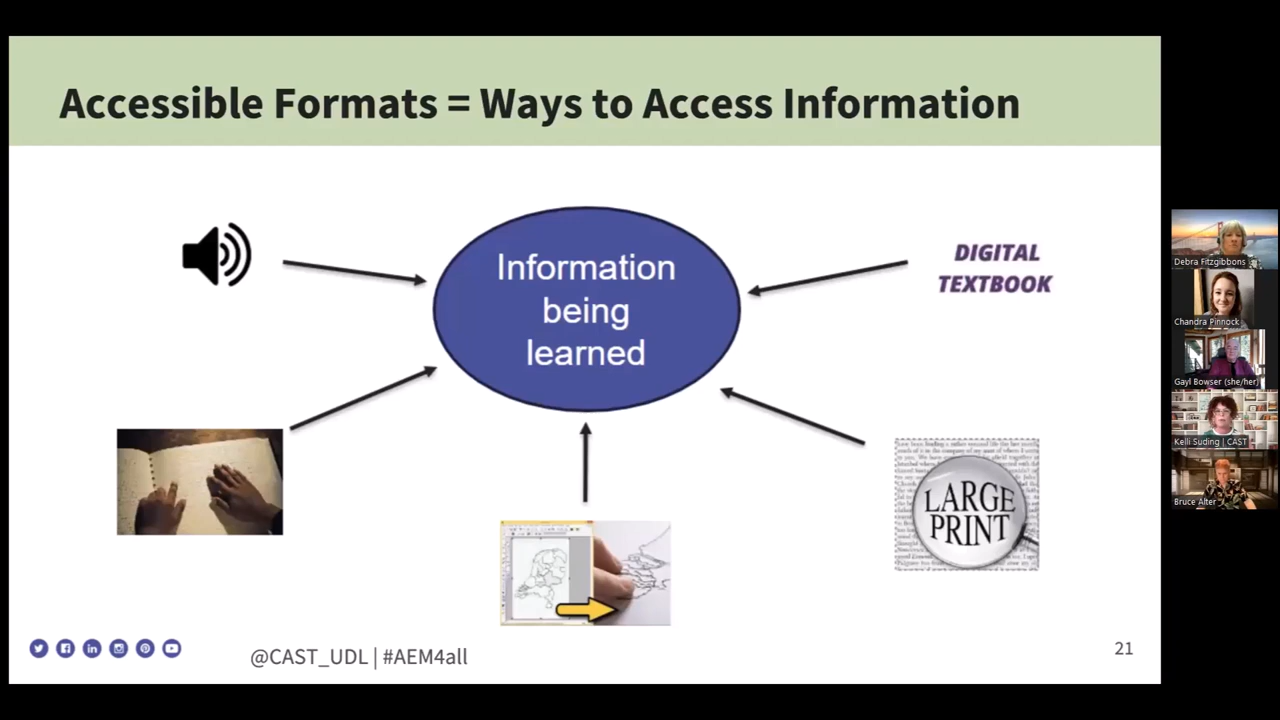 Accessible Formats = Ways to Access Information
Information
being
learned
DIGITAL
TEXTBOOK
LARGE
PRINT
@CAST_UDL | #AEM4all
21
Debra Fitzgibbons
Chandra Pinnock
Gayl Bowser (she/her)
Kelli Suding | CAST
Bruce Alter